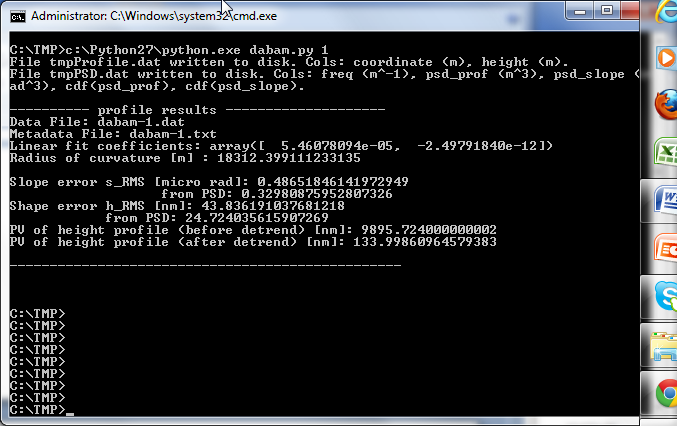 Administrator: C:\Windows\system32\cmd.exe
C:\TMP>c:\Python27\python.exe dabam.py 1
File tmpProfile.dat written to disk. Cols: coordinate (m), height (m).
File tmpPSD.dat written to disk. Cols: freq (m^-1), psd_prof (m^3), psd_slope (
ad^3), cdf(psd_prof), cdf(psd_slope).
---------- profile results --------------------
Data File: dabam-1.dat
Metadata File: dabam-1.txt
Linear fit coefficients: array([  5.46078094e-05,  -2.49791840e-12])
Radius of curvature [m] : 18312.399111233135
Slope error s_RMS [micro rad]: 0.48651846141972949
from PSD: 0.32980875952807326
Shape error h_RMS [nm]: 43.836191037681218
from PSD: 24.724035615907269
PV of height profile (before detrend) [nm]: 9895.724000000002
PV of height profile (after detrend) [nm]: 133.99860964579383
-------------------------------------------------
C:\TMP>
C:\TMP>
C:\TMP>
C:\TMP>
C:\TMP>
C:\TMP>
C:\TMP>
C:\TMP>
C:\TMP>_